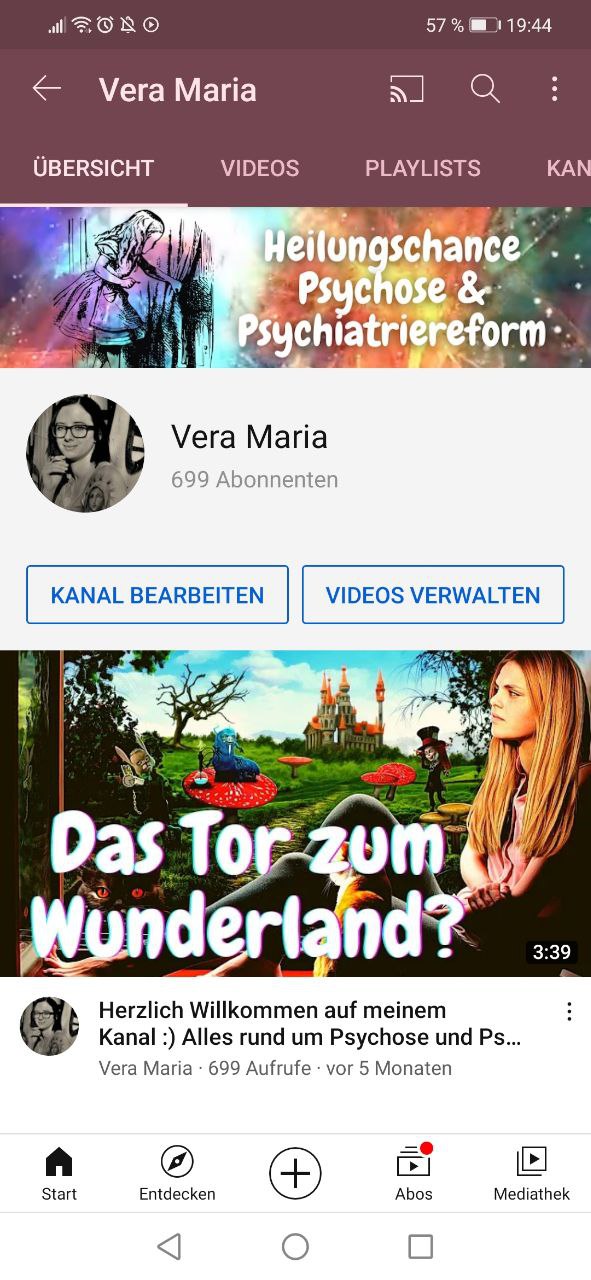 57 % 19:44
Vera Maria
ÜBERSICHT VIDEOS PLAYLISTS KAN
Heilungschance
Psychose &
Psychiatriereform
Vera Maria
699 Abonnenten
KANAL BEARBEITEN VIDEOS VERWALTEN
Das Tor zum
Wunderland?
3:39
Herzlich Willkommen auf meinem
Kanal :) Alles rund um Psychose und Ps...
Vera Maria · 699 Aufrufe · vor 5 Monaten
Start Entdecken Abos Mediathek